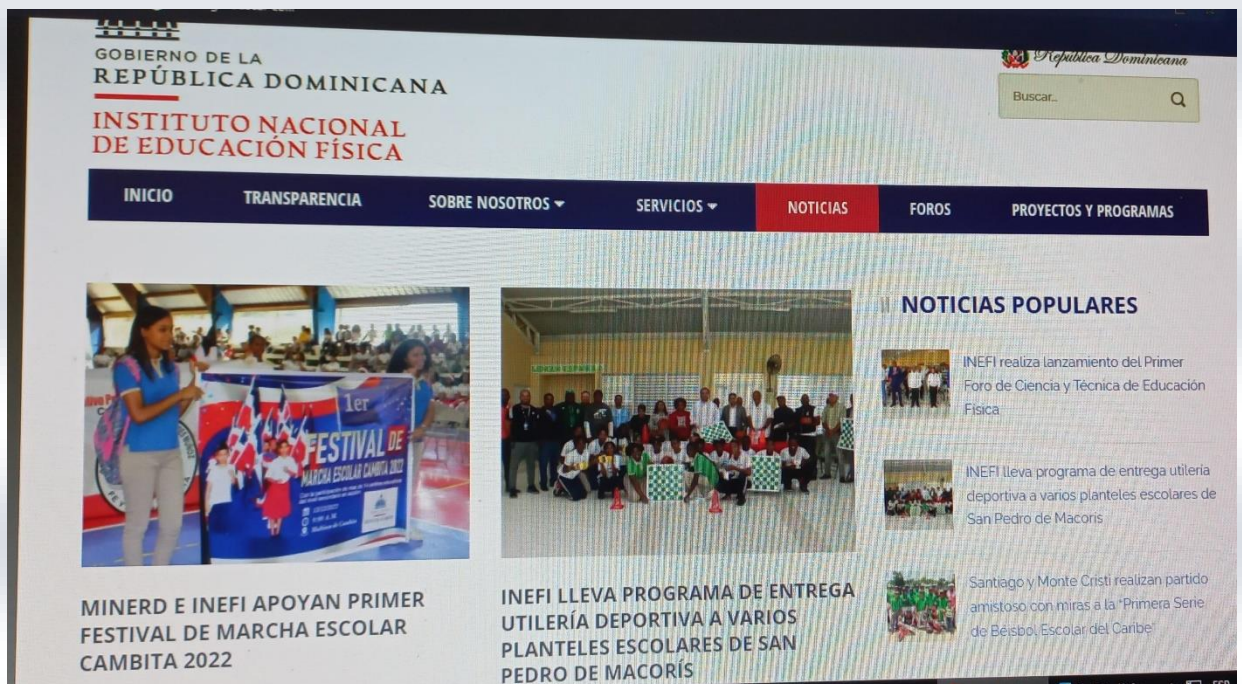 GOBIERNO DE LA
REPÚBLICA DOMINICANA
INSTITUTO NACIONAL
DE EDUCACIÓN FÍSICA
República Dominicana
Buscar..
INICIO TRANSPARENCIA SOBRE NOSOTROS SERVICIOS NOTICIAS FOROS PROYECTOS Y PROGRAMAS
1er
FESTIVAL DE
MARCHA ESCOLAR CAMBITA 2022
MINERD E INEFI APOYAN PRIMER
FESTIVAL DE MARCHA ESCOLAR
CAMBITA 2022
INEFI LLEVA PROGRAMA DE ENTREGA
UTILERÍA DEPORTIVA A VARIOS
PLANTELES ESCOLARES DE SAN
PEDRO DE MACORÍS
NOTICIAS POPULARES
INEFI realiza lanzamiento del Primer
Foro de Ciencia y Técnica de Educación
Física
INEFI lleva programa de entrega utilería
deportiva a varios planteles escolares de
San Pedro de Macorís
Santiago y Monte Cristi realizan partido
amistoso con miras a la "Primera Serie
de Béisbol Escolar del Caribe"
ESP